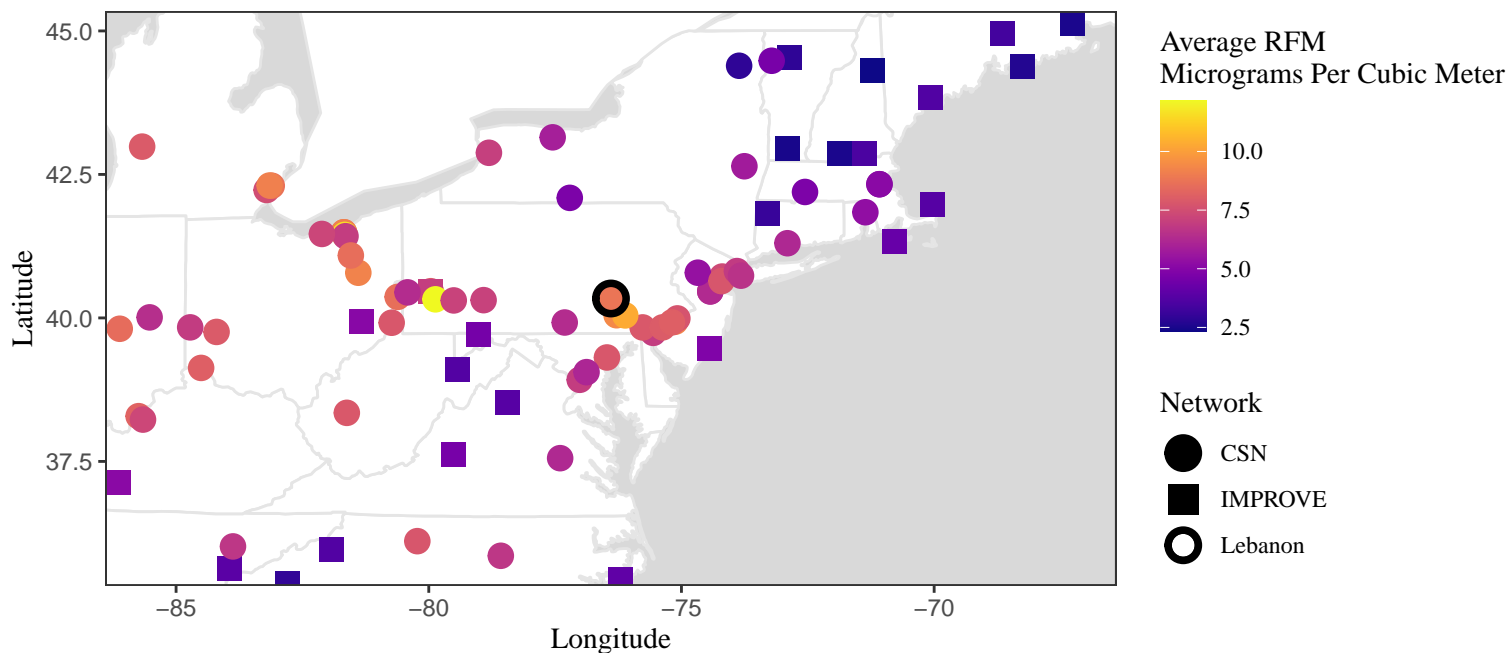 45.0
42.5
40.0
37.5
Latitude
−85
−80
−75
−70
Longitude
Average RFM
Micrograms Per Cubic Meter
10.0
7.5
5.0
2.5
Network
CSN
IMPROVE
Lebanon